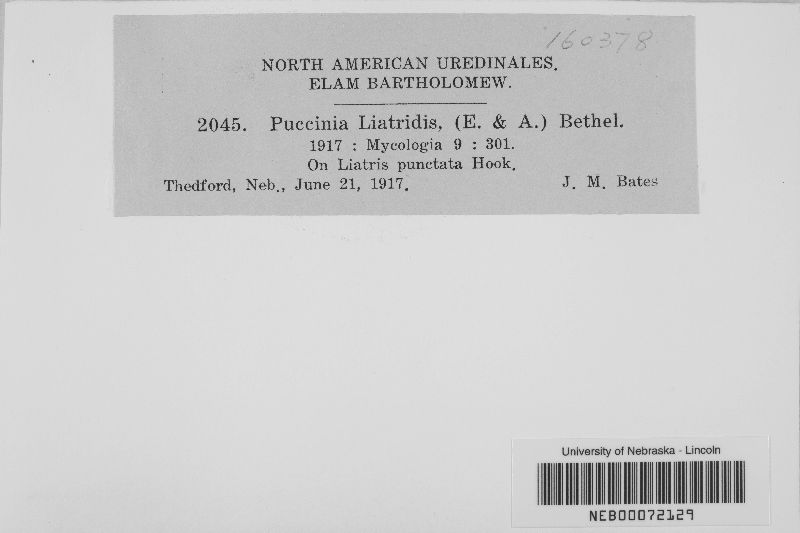 160378
NORTH AMERICAN UREDINALES.
ELAM BARTHOLOMEW.
2045. Puccinia Liatridis, (E. & A.) Bethel.
1917 : Mycologia 9 : 301.
On Liatris punctata Hook.
Thedford, Neb., June 21, 1917. J. M. Bates
University of Nebraska - Lincoln
NEB00072129